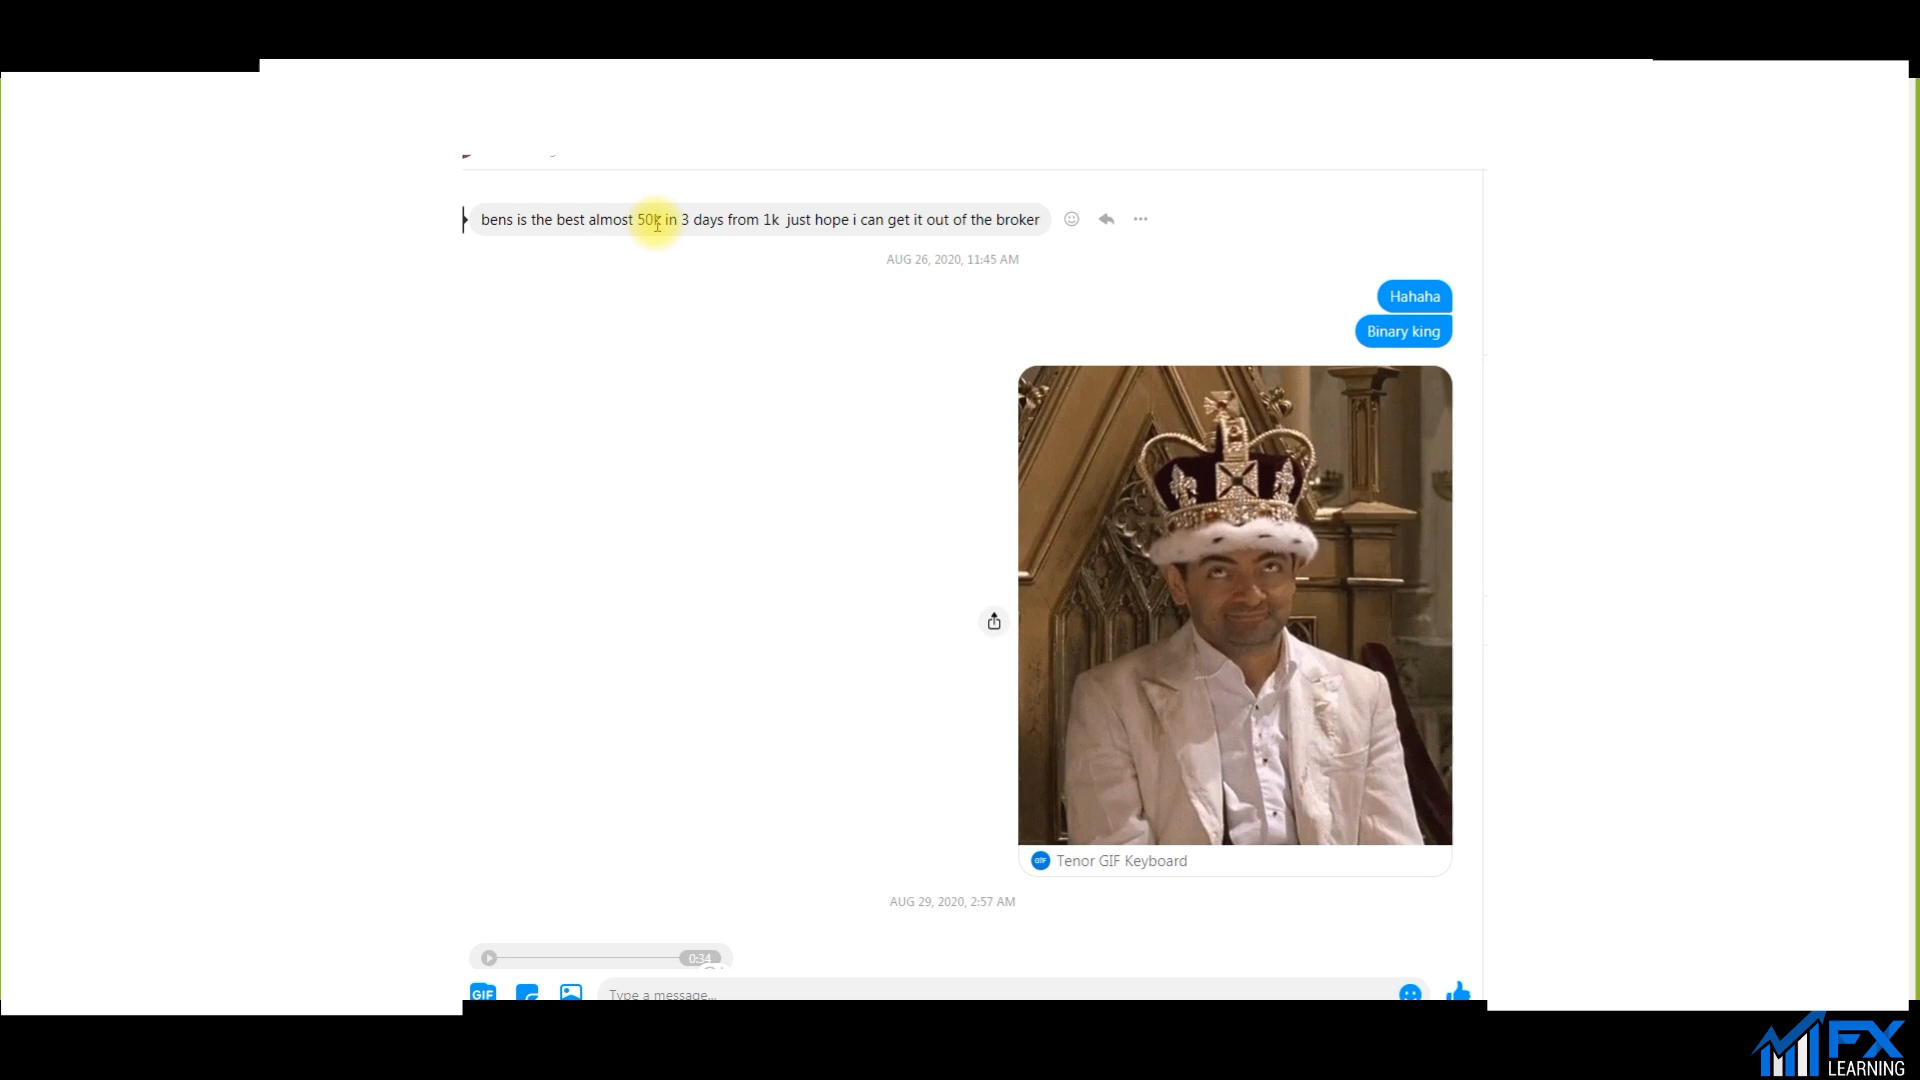 bens is the best almost 50k in 3 days from 1k just hope i can get it out of the broker
AUG 26, 2020, 11:45 AM
Hahaha
Binary king
GIF
Tenor GIF Keyboard
AUG 29, 2020, 2:57 AM
0:34
GIF
Type a message...
FX
LEARNING